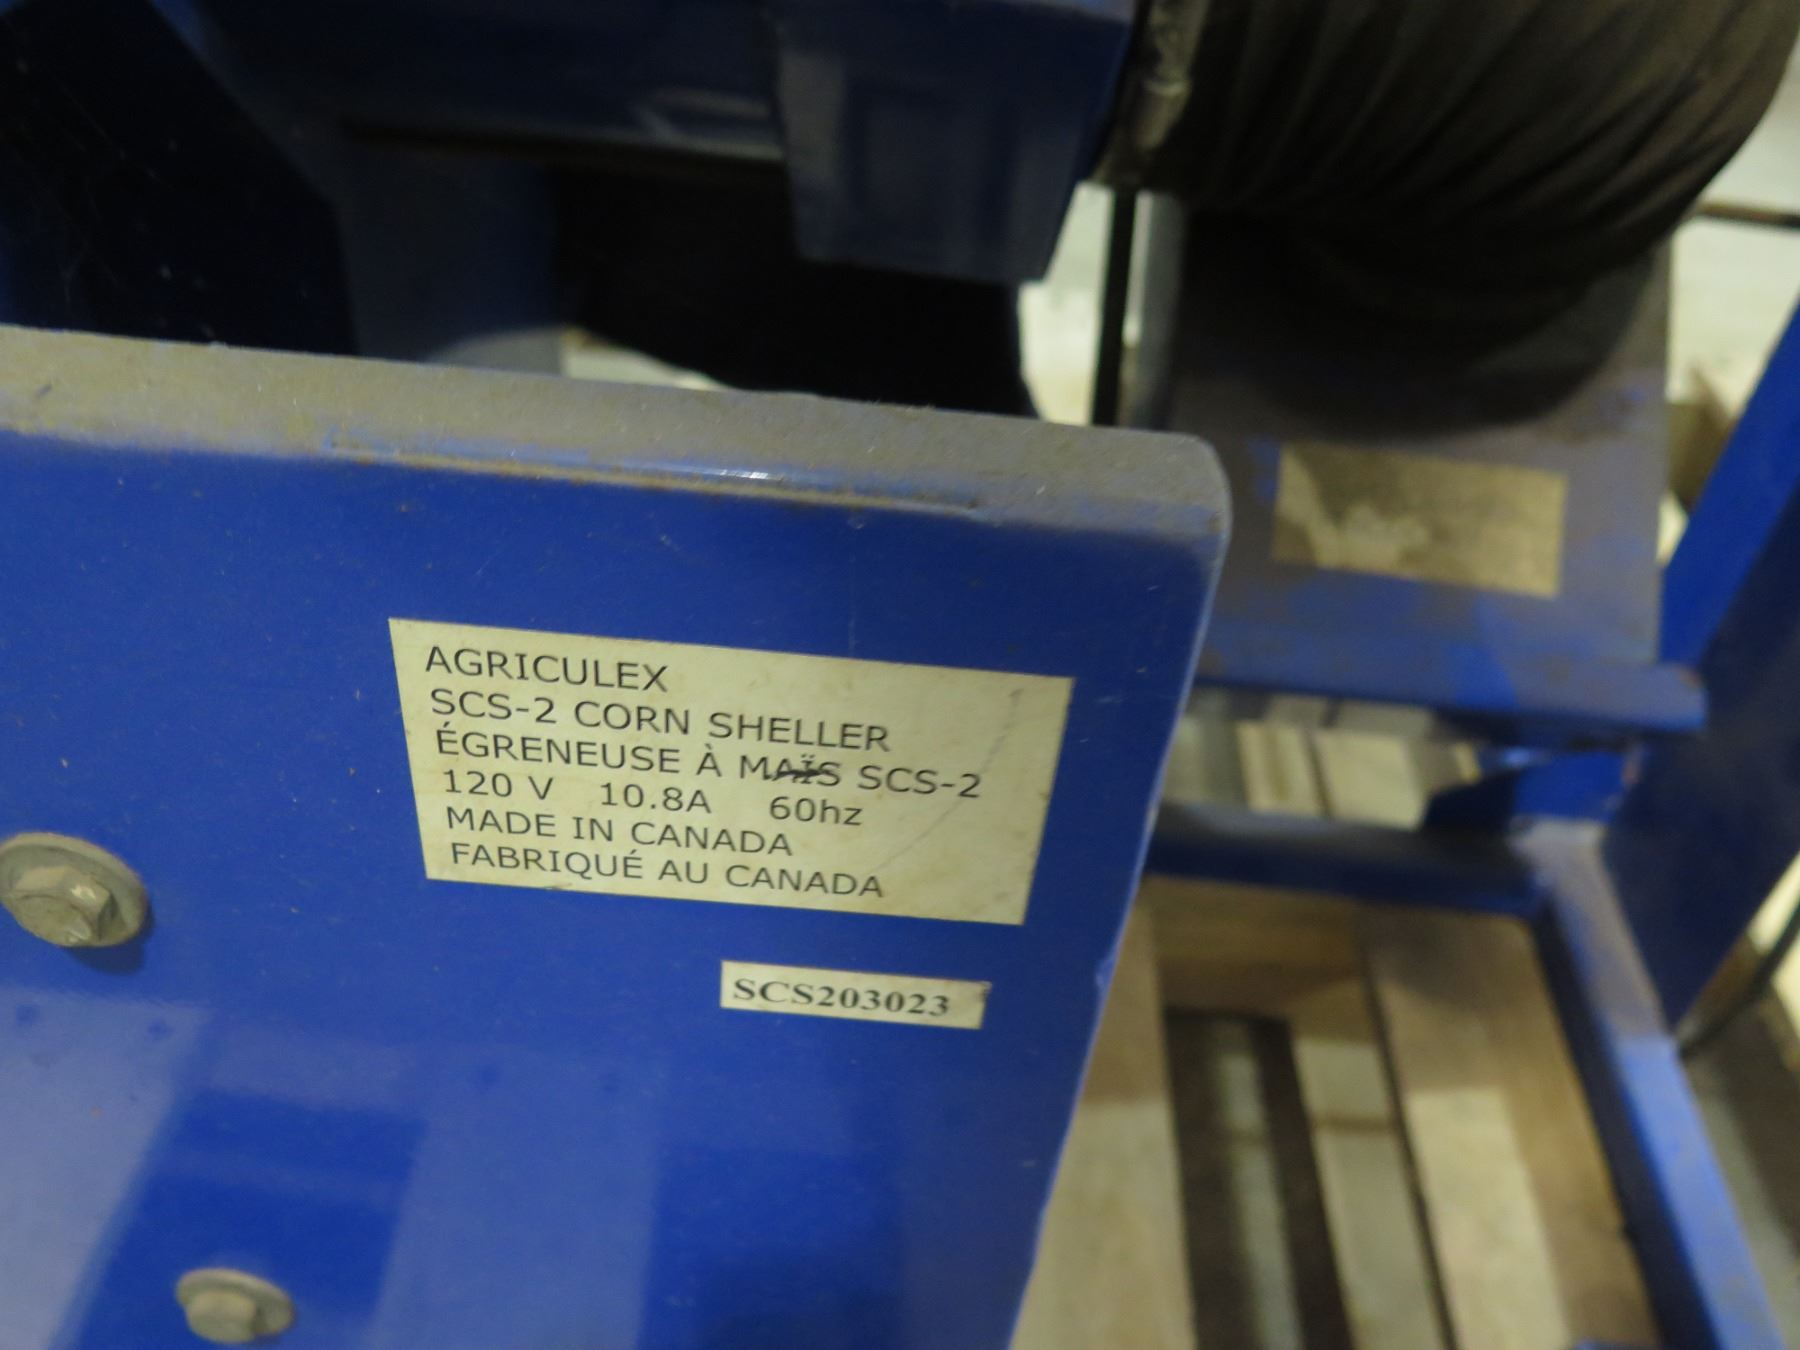 AGRICULEX
SCS-2 CORN SHELLER
ÉGRENEUSE À MAÏS SCS-2
120 V 10.8A 60hz
MADE IN CANADA
FABRIQUÉ AU CANADA
SCS203023